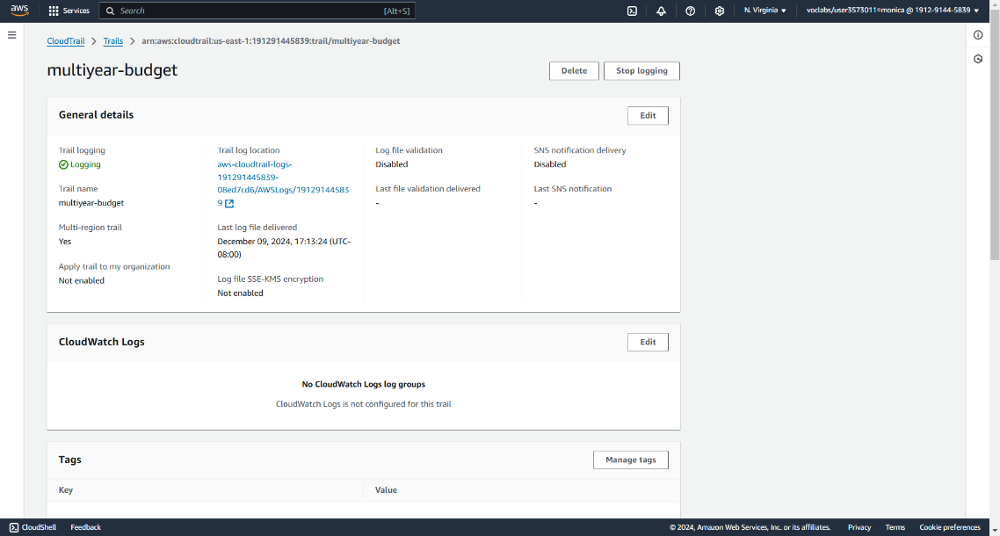 aws
Services
Search
[Alt+S]
N. Virginia
voclabs/user3573011=monica @ 1912-9144-5839
CloudTrail
Trails
arn:aws:cloudtrail:us-east-1:191291445839:trail/multiyear-budget
multiyear-budget
Delete
Stop logging
General details
Edit
Trail logging
Logging
Trail name
multiyear-budget
Multi-region trail
Yes
Apply trail to my organization
Not enabled
Trail log location
aws-cloudtrail-logs-
191291445839-
08ed7cd6/AWSLogs/19129144583
9
Last log file delivered
December 09, 2024, 17:13:24 (UTC-
08:00)
Log file SSE-KMS encryption
Not enabled
Log file validation
Disabled
Last file validation delivered
-
SNS notification delivery
Disabled
Last SNS notification
-
CloudWatch Logs
Edit
No CloudWatch Logs log groups
CloudWatch Logs is not configured for this trail
Tags
Manage tags
Key
Value
CloudShell
Feedback
© 2024, Amazon Web Services, Inc. or its affiliates.
Privacy
Terms
Cookie preferences